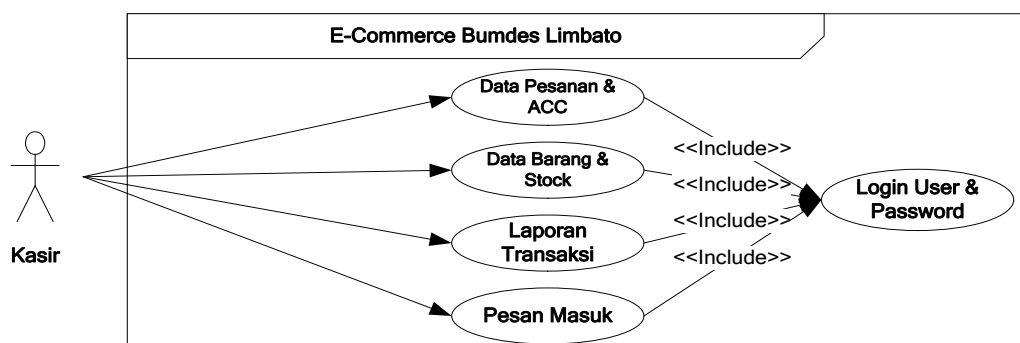 E-Commerce Bumdes Limbato
Data Pesanan &
ACC
<<Include>>
Data Barang &
Stock
<<Include>>
Login User &
Password
<<Include>>
Laporan
Transaksi
Kasir
<<Include>>
Pesan Masuk